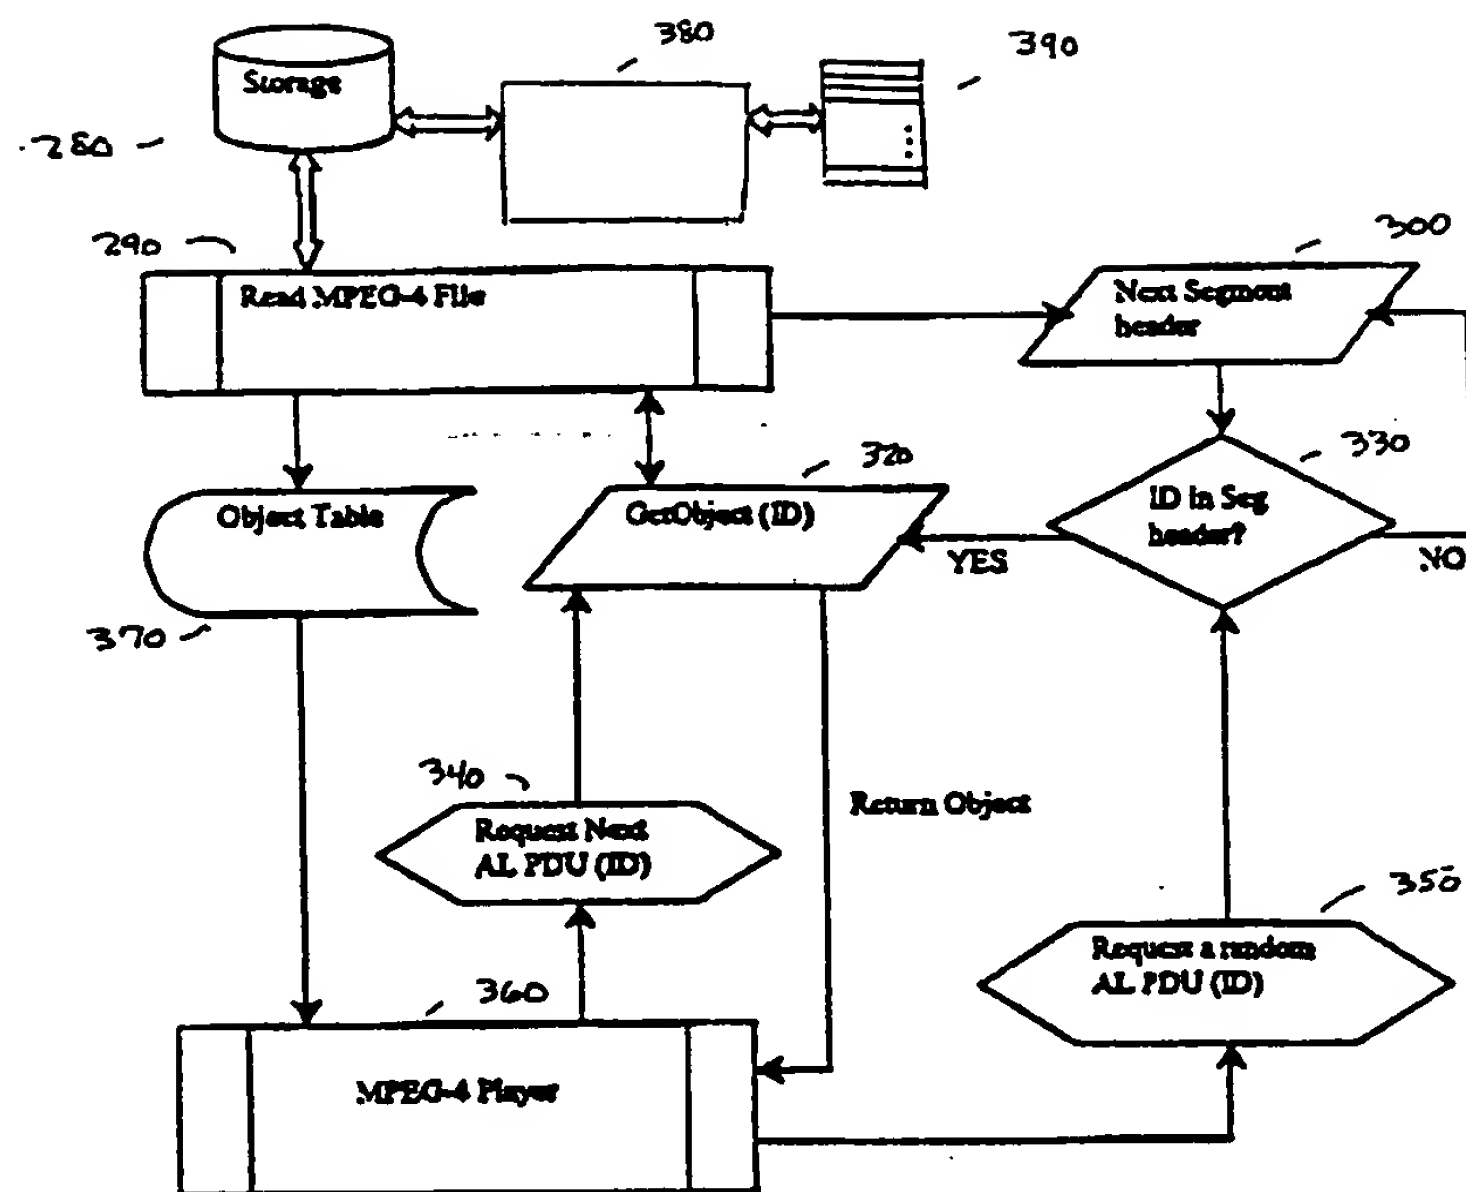 380
390
Storage
280
290
300
Read MPEG-4 File
Next Segment
header
330
320
Object Table
GetObject (ID)
ID in Seg
header?
YES
NO
370
340
Return Object
Request Next
AL PDU (ID)
350
Request a random
AL PDU (ID)
360
MPEG-4 Player